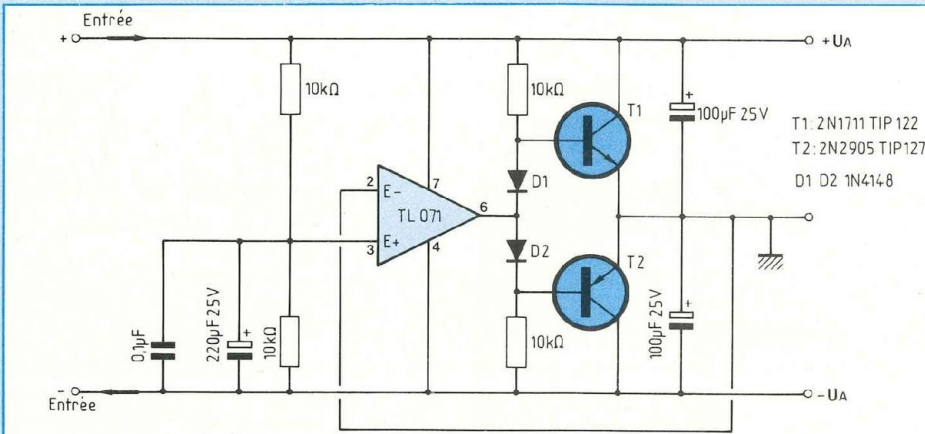 Entrée
+
+UA
10kΩ
10kΩ
T1
+
100µF 25V
T1: 2N1711 TIP 122
T2: 2N2905 TIP127
D1 D2 1N4148
7
2
E-
D1
TL 071
6
E+
3
4
D2
T2
0,1µF
220µF 25V
+
10kΩ
10kΩ
100µF 25V
+
-
Entrée
-UA